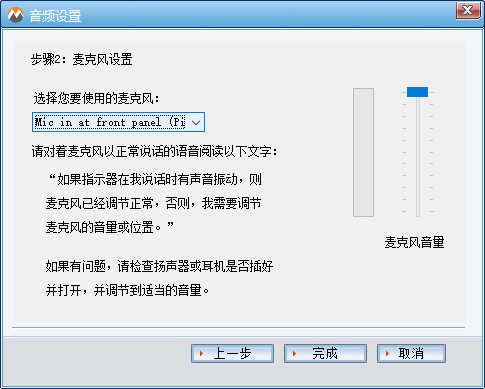 音频设置
步骤2：麦克风设置
选择您要使用的麦克风：
Mic in at front panel (Pi
请对着麦克风以正常说话的语音阅读以下文字：
“如果指示器在我说话时有声音振动，则
麦克风已经调节正常，否则，我需要调节
麦克风的音量或位置。”
麦克风音量
如果有问题，请检查扬声器或耳机是否插好
并打开，并调节到适当的音量。
上一步
完成
取消